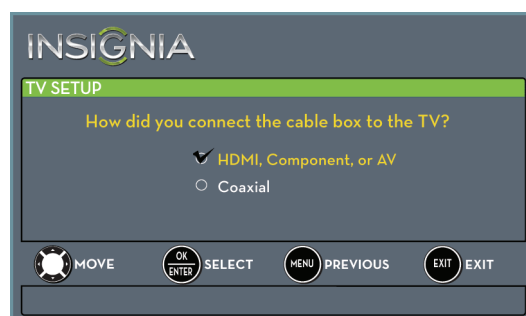 INSIGNIA
TV SETUP
How did you connect the cable box to the TV?
HDMI, Component, or AV
Coaxial
MOVE OK ENTER SELECT MENU PREVIOUS EXIT EXIT